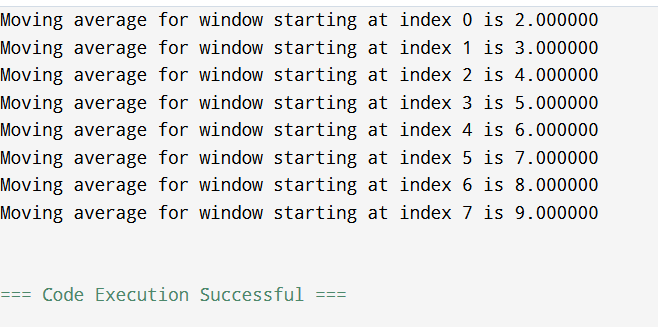 Moving average for window starting at index 0 is 2.000000
Moving average for window starting at index 1 is 3.000000
Moving average for window starting at index 2 is 4.000000
Moving average for window starting at index 3 is 5.000000
Moving average for window starting at index 4 is 6.000000
Moving average for window starting at index 5 is 7.000000
Moving average for window starting at index 6 is 8.000000
Moving average for window starting at index 7 is 9.000000
=== Code Execution Successful ===